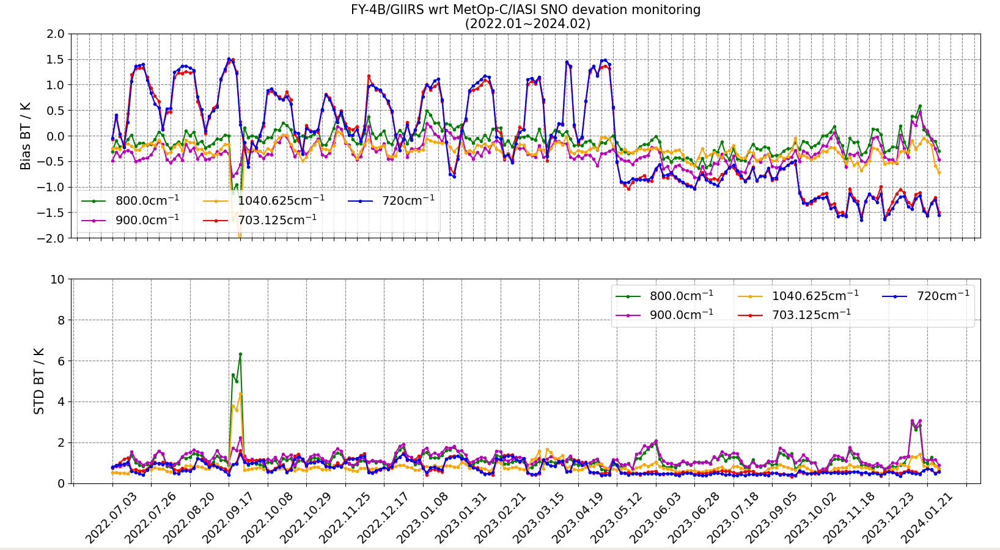 FY-4B/GIIRS wrt MetOp-C/IASI SNO devation monitoring
(2022.01~2024.02)
Bias BT / K
2.0
1.5
1.0
0.5
0.0
−0.5
−1.0
−1.5
−2.0
800.0cm⁻¹ 1040.625cm⁻¹ 720cm⁻¹
900.0cm⁻¹ 703.125cm⁻¹
STD BT / K
10
8
6
4
2
0
800.0cm⁻¹ 1040.625cm⁻¹ 720cm⁻¹
900.0cm⁻¹ 703.125cm⁻¹
2022.07.03 2022.07.26 2022.08.20 2022.09.17 2022.10.08 2022.10.29 2022.11.25 2022.12.17 2023.01.08 2023.01.31 2023.02.21 2023.03.15 2023.04.19 2023.05.12 2023.06.03 2023.06.28 2023.07.18 2023.09.05 2023.10.02 2023.11.18 2023.12.23 2024.01.21